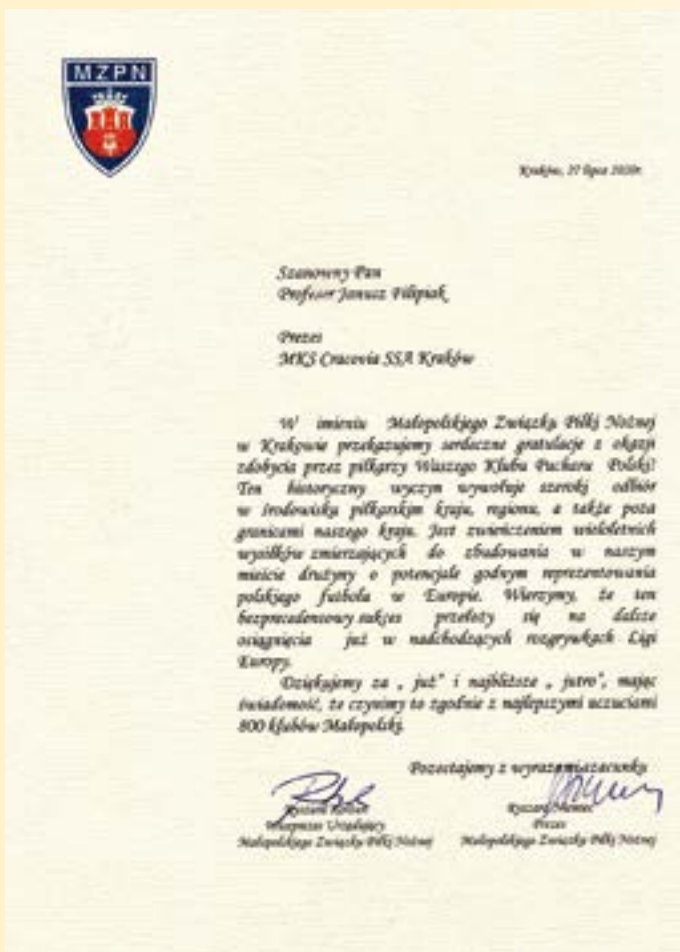 MZPN
Kraków, 27 lipca 2020r.
Szanowny Pan
Profesor Janusz Filipiak
Prezes
MKS Cracovia SSA Kraków
W imieniu Małopolskiego Związku Piłki Nożnej
w Krakowie przekazujemy serdeczne gratulacje z okazji
zdobycia przez piłkarzy Waszego Klubu Pucharu Polski!
Ten historyczny wyczyn wywołuje szeroki odbiór
w środowisku piłkarskim kraju, regionu, a także poza
granicami naszego kraju. Jest zwieńczeniem wieloletnich
wysiłków zmierzających do zbudowania w naszym
mieście drużyny o potencjale godnym reprezentowania
polskiego futbolu w Europie. Wierzymy, że ten
bezprecedensowy sukces przełoży się na dalsze
osiągnięcia już w nadchodzących rozgrywkach Ligi
Europy.
Dziękujemy za „ już" i najbliższe „ jutro", mając
świadomość, że czynimy to zgodnie z najlepszymi uczuciami
800 klubów Małopolski.
Pozostajemy z wyrazami szacunku
Ryszard Ryszard Niemiec
Wiceprezes Urzędujący Prezes
Małopolskiego Związku Piłki Nożnej Małopolskiego Związku Piłki Nożnej